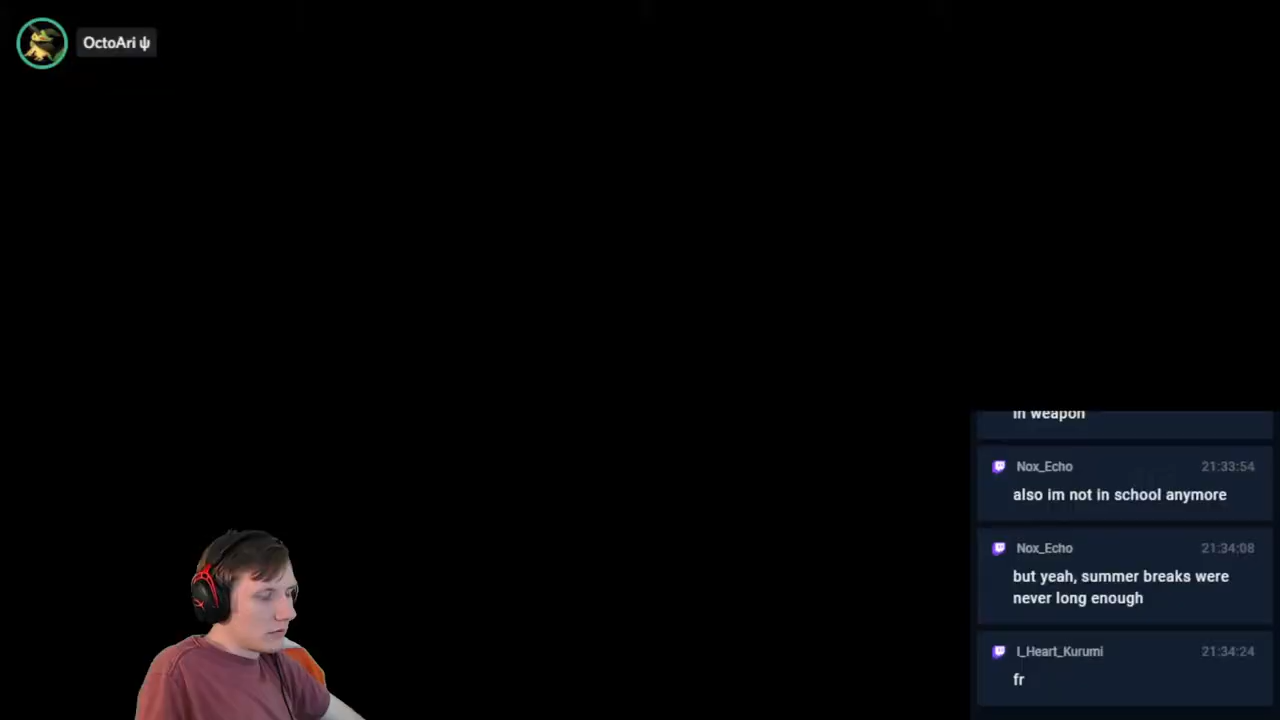 OctoAri ψ
in weapon
Nox_Echo 21:33:54
also im not in school anymore
Nox_Echo 21:34:08
but yeah, summer breaks were
never long enough
I_Heart_Kurumi 21:34:24
fr